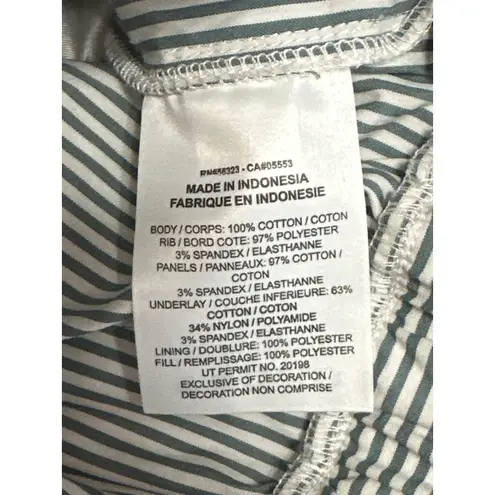 RN#56323 - CA#05553
MADE IN INDONESIA
FABRIQUE EN INDONESIE
BODY / CORPS: 100% COTTON / COTON
RIB / BORD COTE: 97% POLYESTER
3% SPANDEX / ELASTHANNE
PANELS / PANNEAUX: 97% COTTON /
COTON
3% SPANDEX / ELASTHANNE
UNDERLAY / COUCHE INFERIEURE: 63%
COTTON / COTON
34% NYLON / POLYAMIDE
3% SPANDEX / ELASTHANNE
LINING / DOUBLURE: 100% POLYESTER
FILL / REMPLISSAGE: 100% POLYESTER
UT PERMIT NO. 20198
EXCLUSIVE OF DECORATION /
DECORATION NON COMPRISE